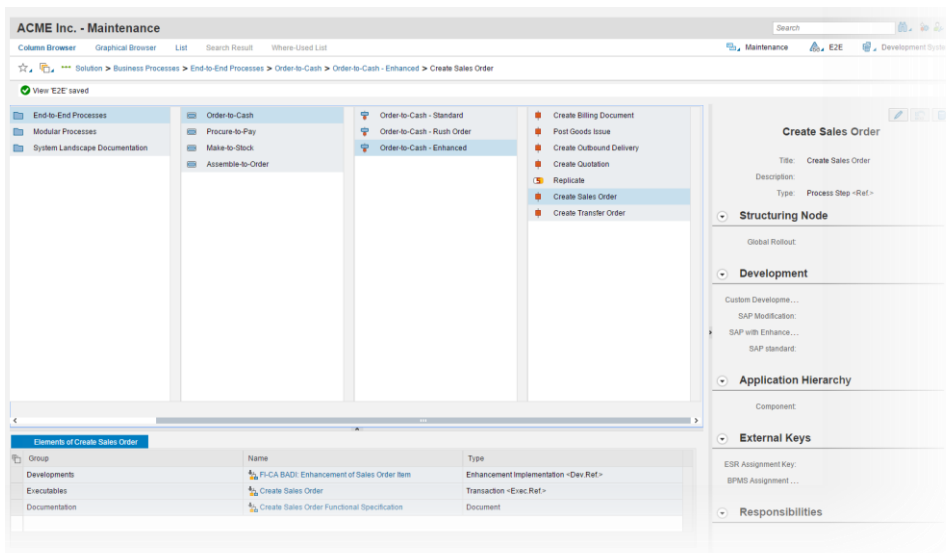 ACME Inc. - Maintenance
Search
Column Browser Graphical Browser List Search Result Where-Used List
Maintenance E2E Development Syste
Solution > Business Processes > End-to-End Processes > Order-to-Cash > Order-to-Cash - Enhanced > Create Sales Order
View 'E2E' saved
End-to-End Processes
Modular Processes
System Landscape Documentation
Order-to-Cash
Procure-to-Pay
Make-to-Stock
Assemble-to-Order
Order-to-Cash - Standard
Order-to-Cash - Rush Order
Order-to-Cash - Enhanced
Create Billing Document
Post Goods Issue
Create Outbound Delivery
Create Quotation
Replicate
Create Sales Order
Create Transfer Order
Create Sales Order
Title: Create Sales Order
Description:
Type: Process Step <Ref.>
Structuring Node
Global Rollout:
Development
Custom Developme....
SAP Modification:
SAP with Enhance....
SAP standard:
Application Hierarchy
Component:
External Keys
ESR Assignment Key:
BPMS Assignment ....
Responsibilities
Elements of Create Sales Order
Group Name Type
Developments FI-CA BADI: Enhancement of Sales Order Item Enhancement Implementation <Dev.Ref.>
Executables Create Sales Order Transaction <Exec.Ref.>
Documentation Create Sales Order Functional Specification Document